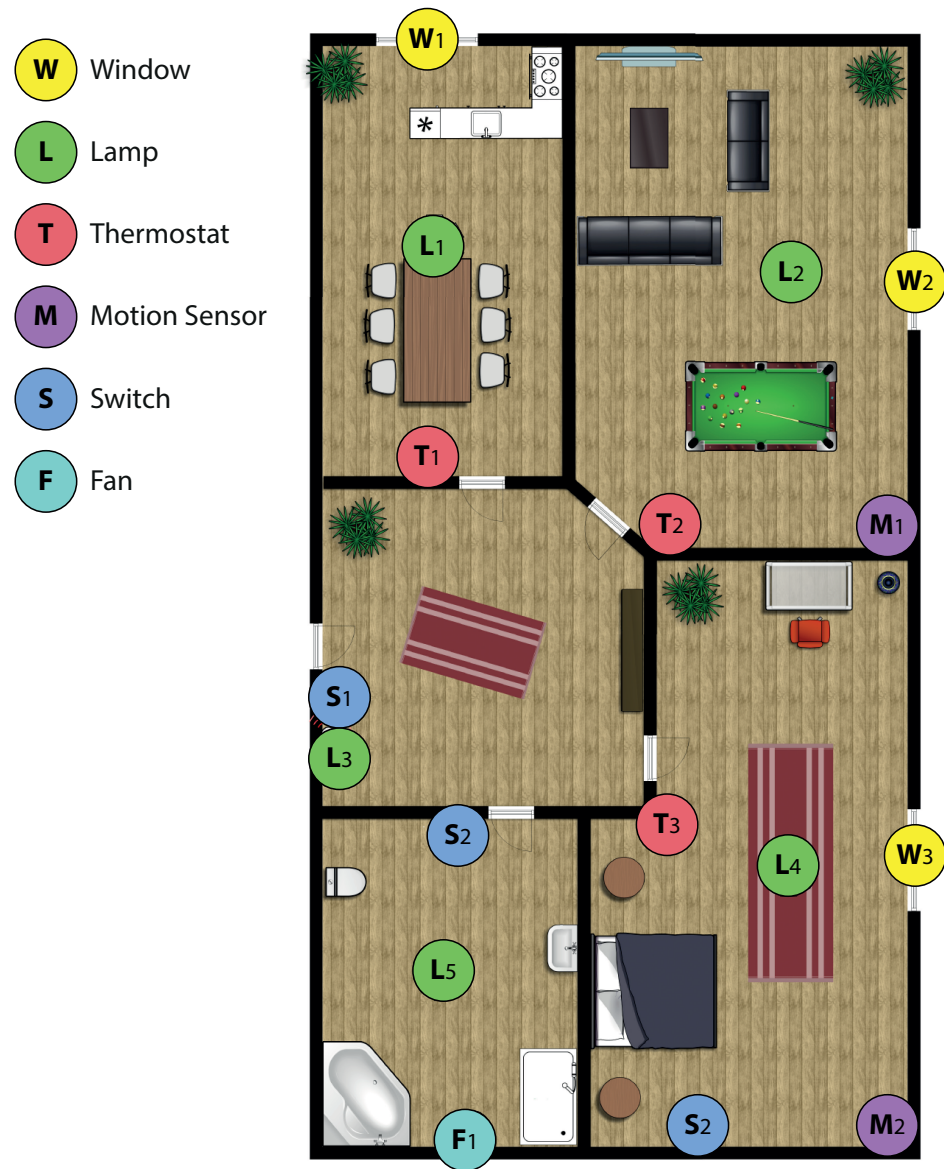 W Window
L Lamp
T Thermostat
M Motion Sensor
S Switch
F Fan
W1
L1
L2
W2
T1
T2
M1
S1
L3
S2
T3
L4
W3
L5
F1
S2
M2